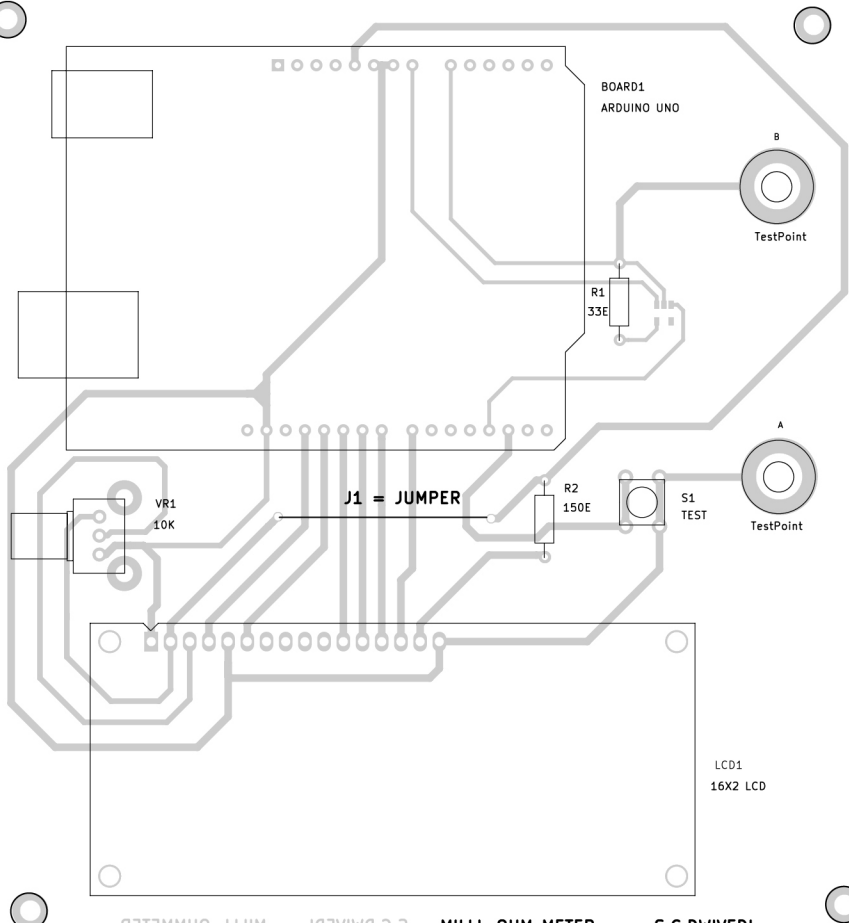 BOARD1
ARDUINO UNO
B
TestPoint
R1
33E
A
J1 = JUMPER
R2
150E
S1
TEST
TestPoint
VR1
10K
LCD1
16X2 LCD
MILLI OHM METER
S.C.DWIVEDI